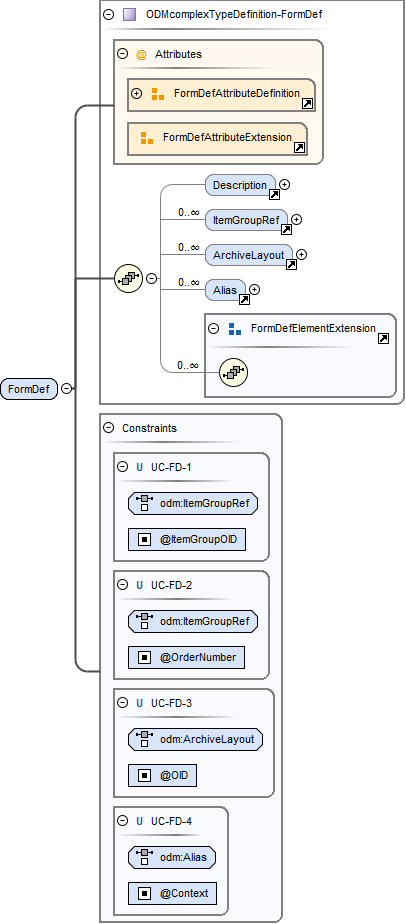 ODMcomplexTypeDefinition-FormDef
@ Attributes
FormDefAttributeDefinition
FormDefAttributeExtension
Description
0..∞ ItemGroupRef
0..∞ ArchiveLayout
0..∞ Alias
FormDefElementExtension
0..∞
FormDef
Constraints
U UC-FD-1
odm:ItemGroupRef
@ItemGroupOID
U UC-FD-2
odm:ItemGroupRef
@OrderNumber
U UC-FD-3
odm:ArchiveLayout
@OID
U UC-FD-4
odm:Alias
@Context